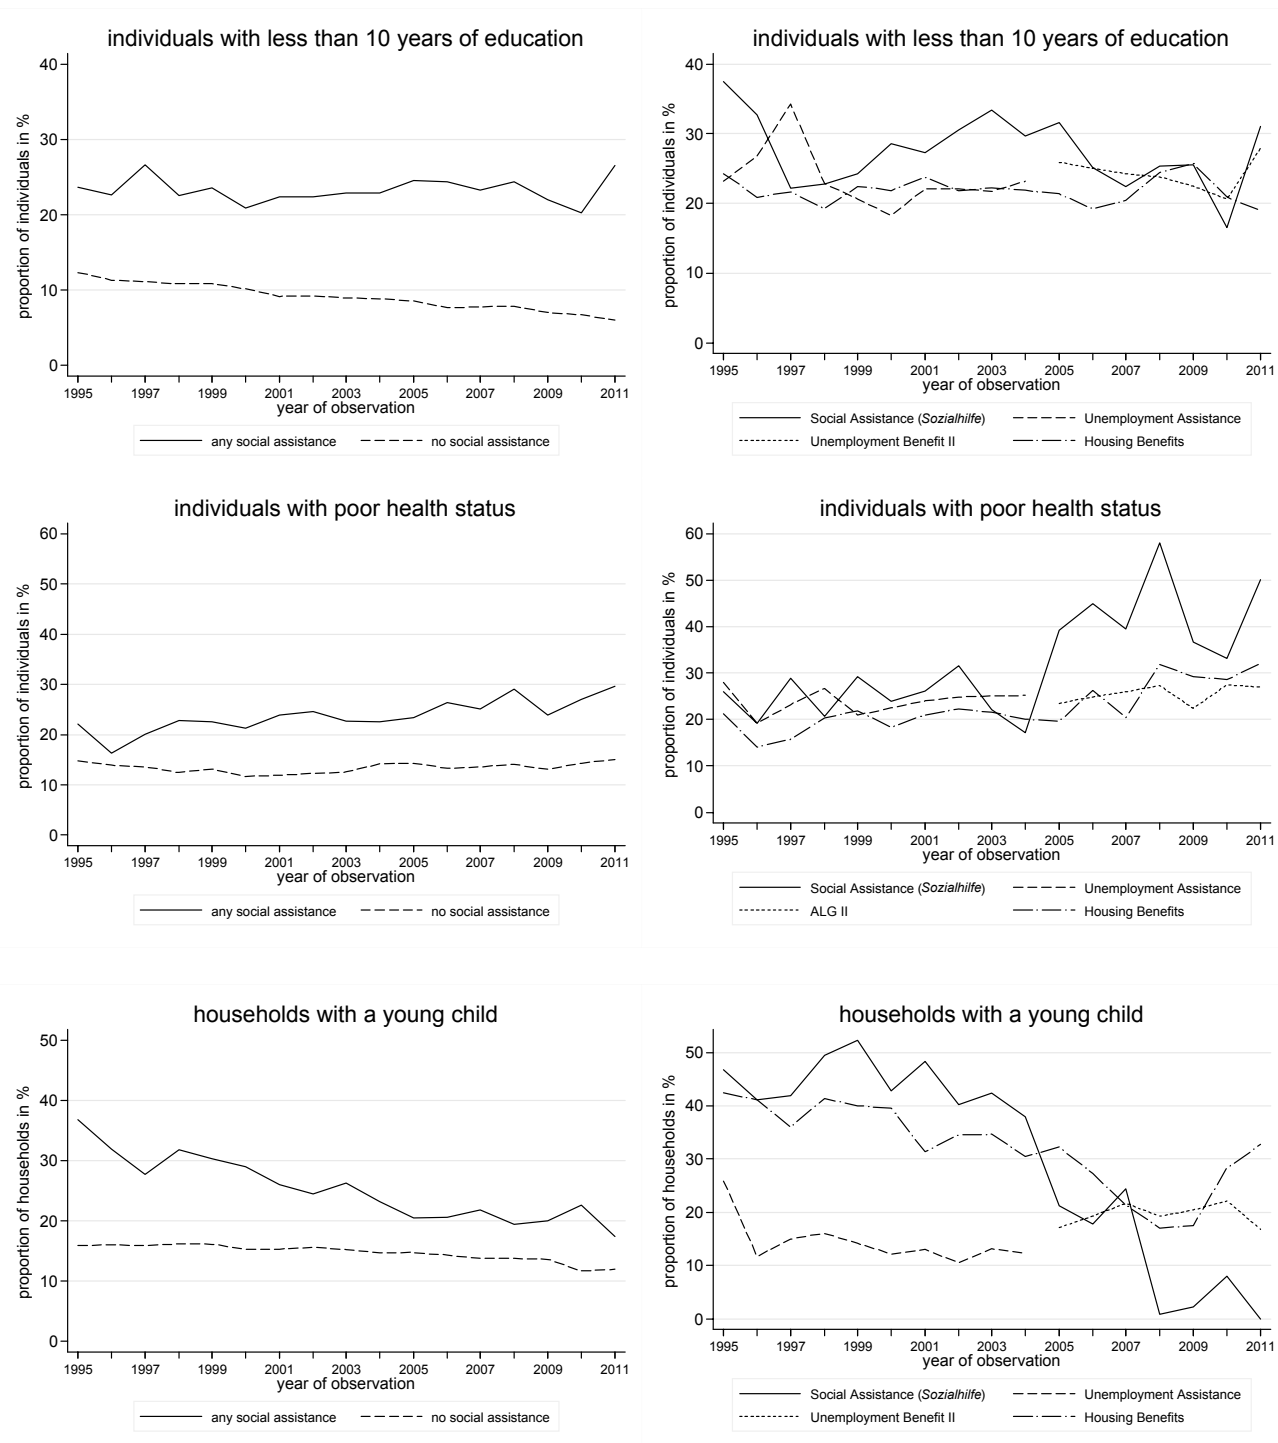 individuals with less than 10 years of education
proportion of individuals in %
40
30
20
10
0
1995 1997 1999 2001 2003 2005 2007 2009 2011
year of observation
any social assistance no social assistance
individuals with less than 10 years of education
proportion of individuals in %
40
30
20
10
0
1995 1997 1999 2001 2003 2005 2007 2009 2011
year of observation
Social Assistance (Sozialhilfe) Unemployment Assistance
Unemployment Benefit II Housing Benefits
individuals with poor health status
proportion of individuals in %
60
50
40
30
20
10
0
1995 1997 1999 2001 2003 2005 2007 2009 2011
year of observation
any social assistance no social assistance
individuals with poor health status
proportion of individuals in %
60
50
40
30
20
10
0
1995 1997 1999 2001 2003 2005 2007 2009 2011
year of observation
Social Assistance (Sozialhilfe) Unemployment Assistance
ALG II Housing Benefits
households with a young child
proportion of households in %
50
40
30
20
10
0
1995 1997 1999 2001 2003 2005 2007 2009 2011
year of observation
any social assistance no social assistance
households with a young child
proportion of households in %
50
40
30
20
10
0
1995 1997 1999 2001 2003 2005 2007 2009 2011
year of observation
Social Assistance (Sozialhilfe) Unemployment Assistance
Unemployment Benefit II Housing Benefits